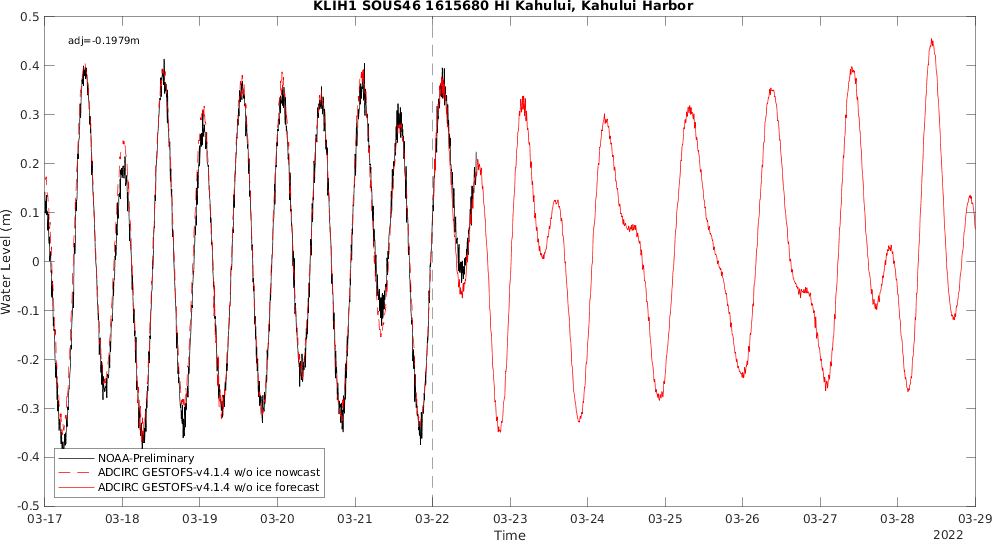 KLIH1 SOUS46 1615680 HI Kahului, Kahului Harbor
adj=-0.1979m
0.5
0.4
0.3
0.2
0.1
0
-0.1
-0.2
-0.3
-0.4
-0.5
Water Level (m)
NOAA-Preliminary
ADCIRC GESTOFS-v4.1.4 w/o ice nowcast
ADCIRC GESTOFS-v4.1.4 w/o ice forecast
03-17 03-18 03-19 03-20 03-21 03-22 03-23 03-24 03-25 03-26 03-27 03-28 03-29
Time
2022